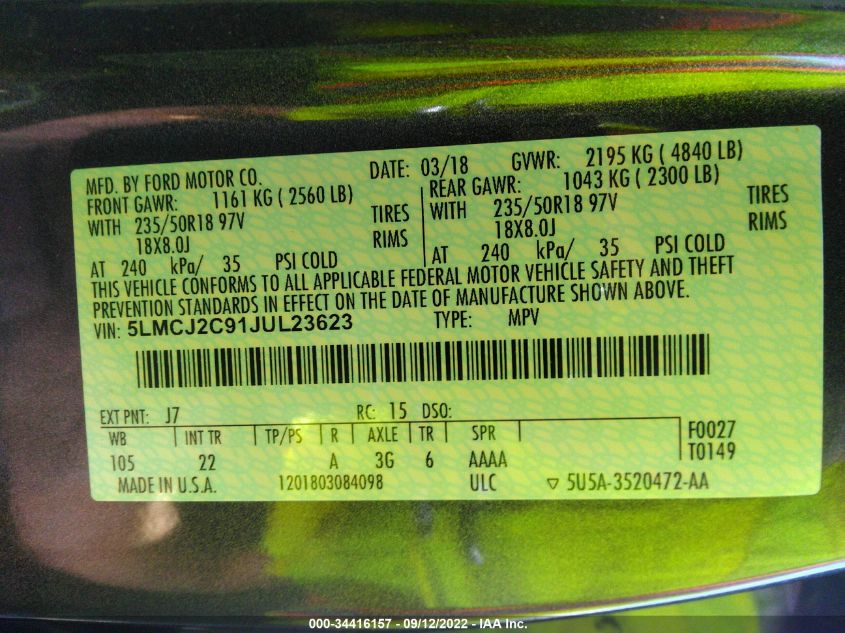 MFD. BY FORD MOTOR CO. DATE: 03/18 GVWR: 2195 KG ( 4840 LB)
FRONT GAWR: 1161 KG ( 2560 LB) REAR GAWR: 1043 KG ( 2300 LB)
WITH 235/50R18 97V TIRES WITH 235/50R18 97V TIRES
18X8.0J RIMS 18X8.0J RIMS
AT 240 kPa/ 35 PSI COLD AT 240 kPa/ 35 PSI COLD
THIS VEHICLE CONFORMS TO ALL APPLICABLE FEDERAL MOTOR VEHICLE SAFETY AND THEFT
PREVENTION STANDARDS IN EFFECT ON THE DATE OF MANUFACTURE SHOWN ABOVE.
VIN: 5LMCJ2C91JUL23623 TYPE: MPV
EXT PNT: J7 RC: 15 DSO:
WB INT TR TP/PS R AXLE TR SPR F0027
105 22 A 3G 6 AAAA T0149
MADE IN U.S.A. 1201803084098 ULC ▽ 5U5A-3520472-AA
000-34416157 - 09/12/2022 - IAA Inc.